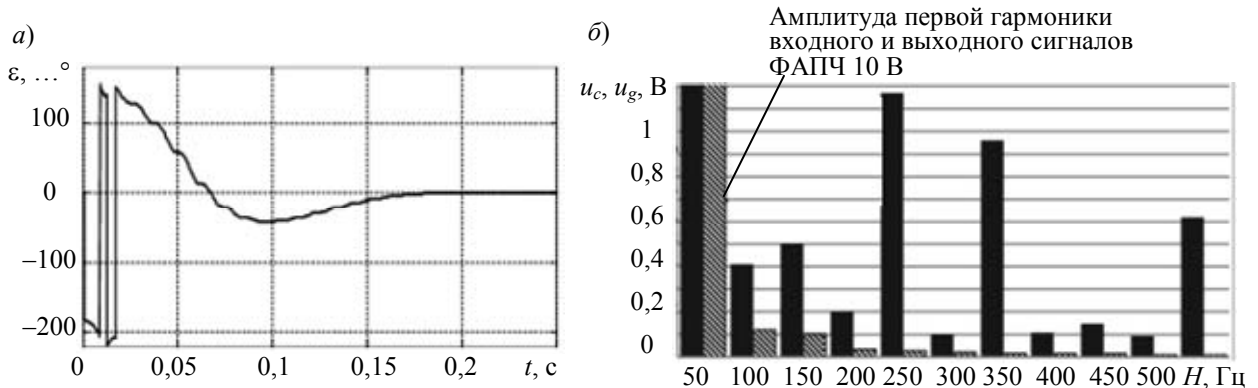 а)
ε, …°
100
0
–100
–200
0 0,05 0,1 0,15 0,2 t, с
б)
Амплитуда первой гармоники
входного и выходного сигналов
ФАПЧ 10 В
uc, ug, В
1
0,8
0,6
0,4
0,2
0
50 100 150 200 250 300 350 400 450 500 H, Гц